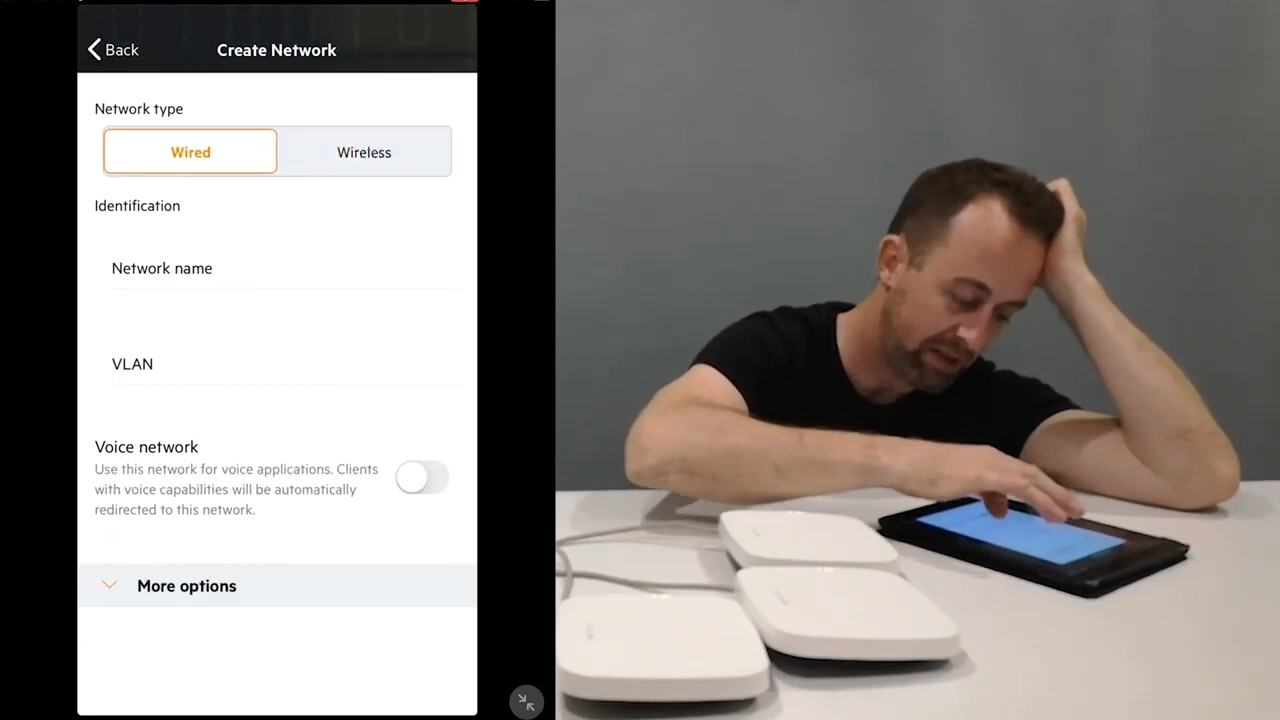 Back
Create Network
Network type
Wired
Wireless
Identification
Network name
VLAN
Voice network
Use this network for voice applications. Clients
with voice capabilities will be automatically
redirected to this network.
More options